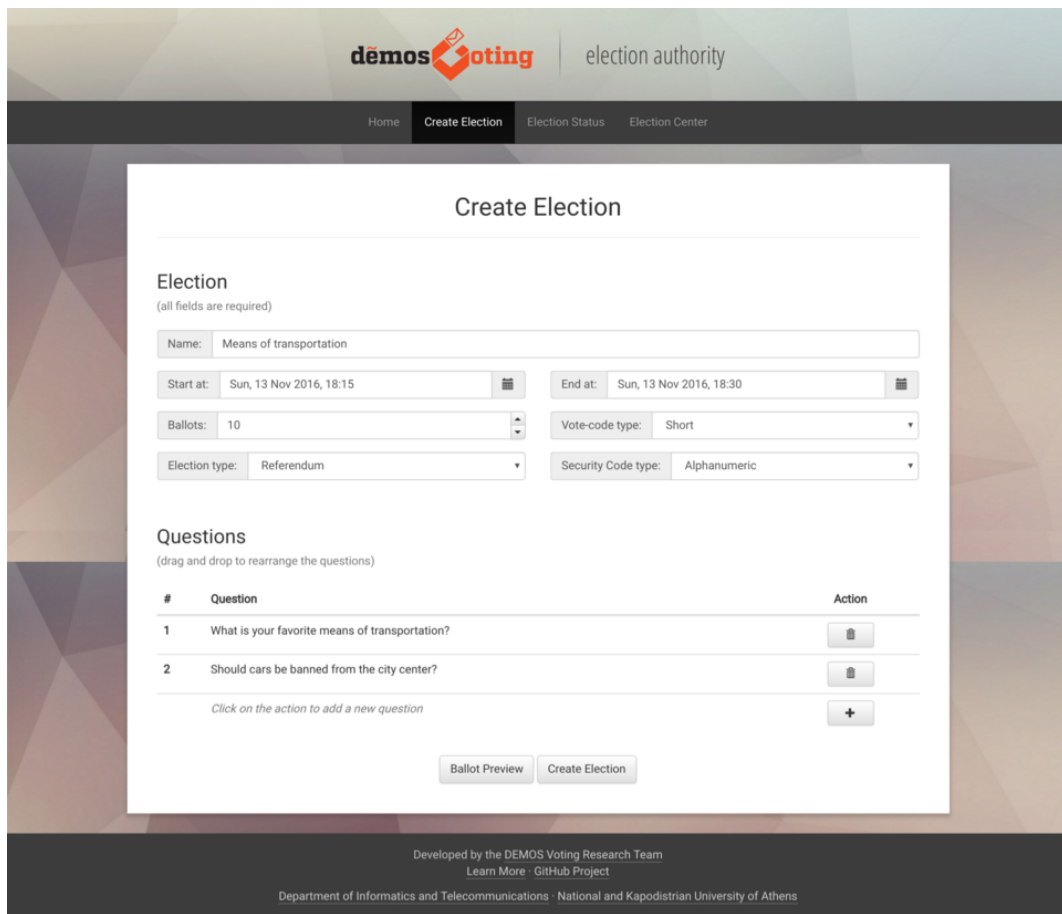 dēmos Voting election authority
Home Create Election Election Status Election Center
Create Election
Election
(all fields are required)
Name: Means of transportation
Start at: Sun, 13 Nov 2016, 18:15 End at: Sun, 13 Nov 2016, 18:30
Ballots: 10 Vote-code type: Short
Election type: Referendum Security Code type: Alphanumeric
Questions
(drag and drop to rearrange the questions)
# Question Action
1 What is your favorite means of transportation?
2 Should cars be banned from the city center?
Click on the action to add a new question
Ballot Preview Create Election
Developed by the DEMOS Voting Research Team
Learn More · GitHub Project
Department of Informatics and Telecommunications · National and Kapodistrian University of Athens